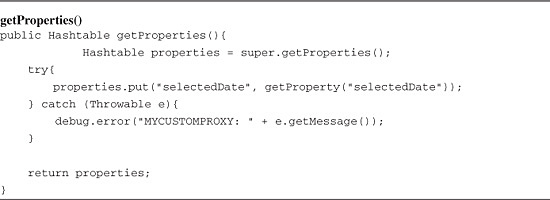 getProperties()
public Hashtable getProperties(){
            Hashtable properties = super.getProperties();
    try{
        properties.put("selectedDate", getProperty("selectedDate"));
    } catch (Throwable e){
        debug.error("MYCUSTOMPROXY: " + e.getMessage());
    }
    return properties;
}